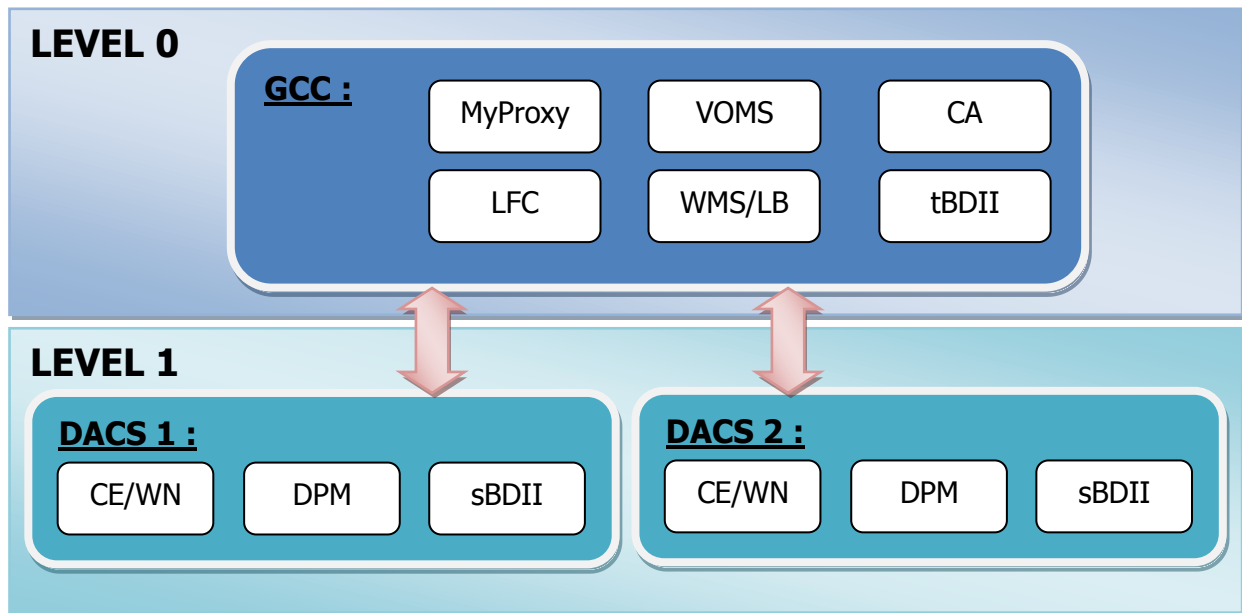 LEVEL 0
GCC :
MyProxy VOMS CA
LFC WMS/LB tBDII
LEVEL 1
DACS 1 :
CE/WN DPM sBDII
DACS 2 :
CE/WN DPM sBDII